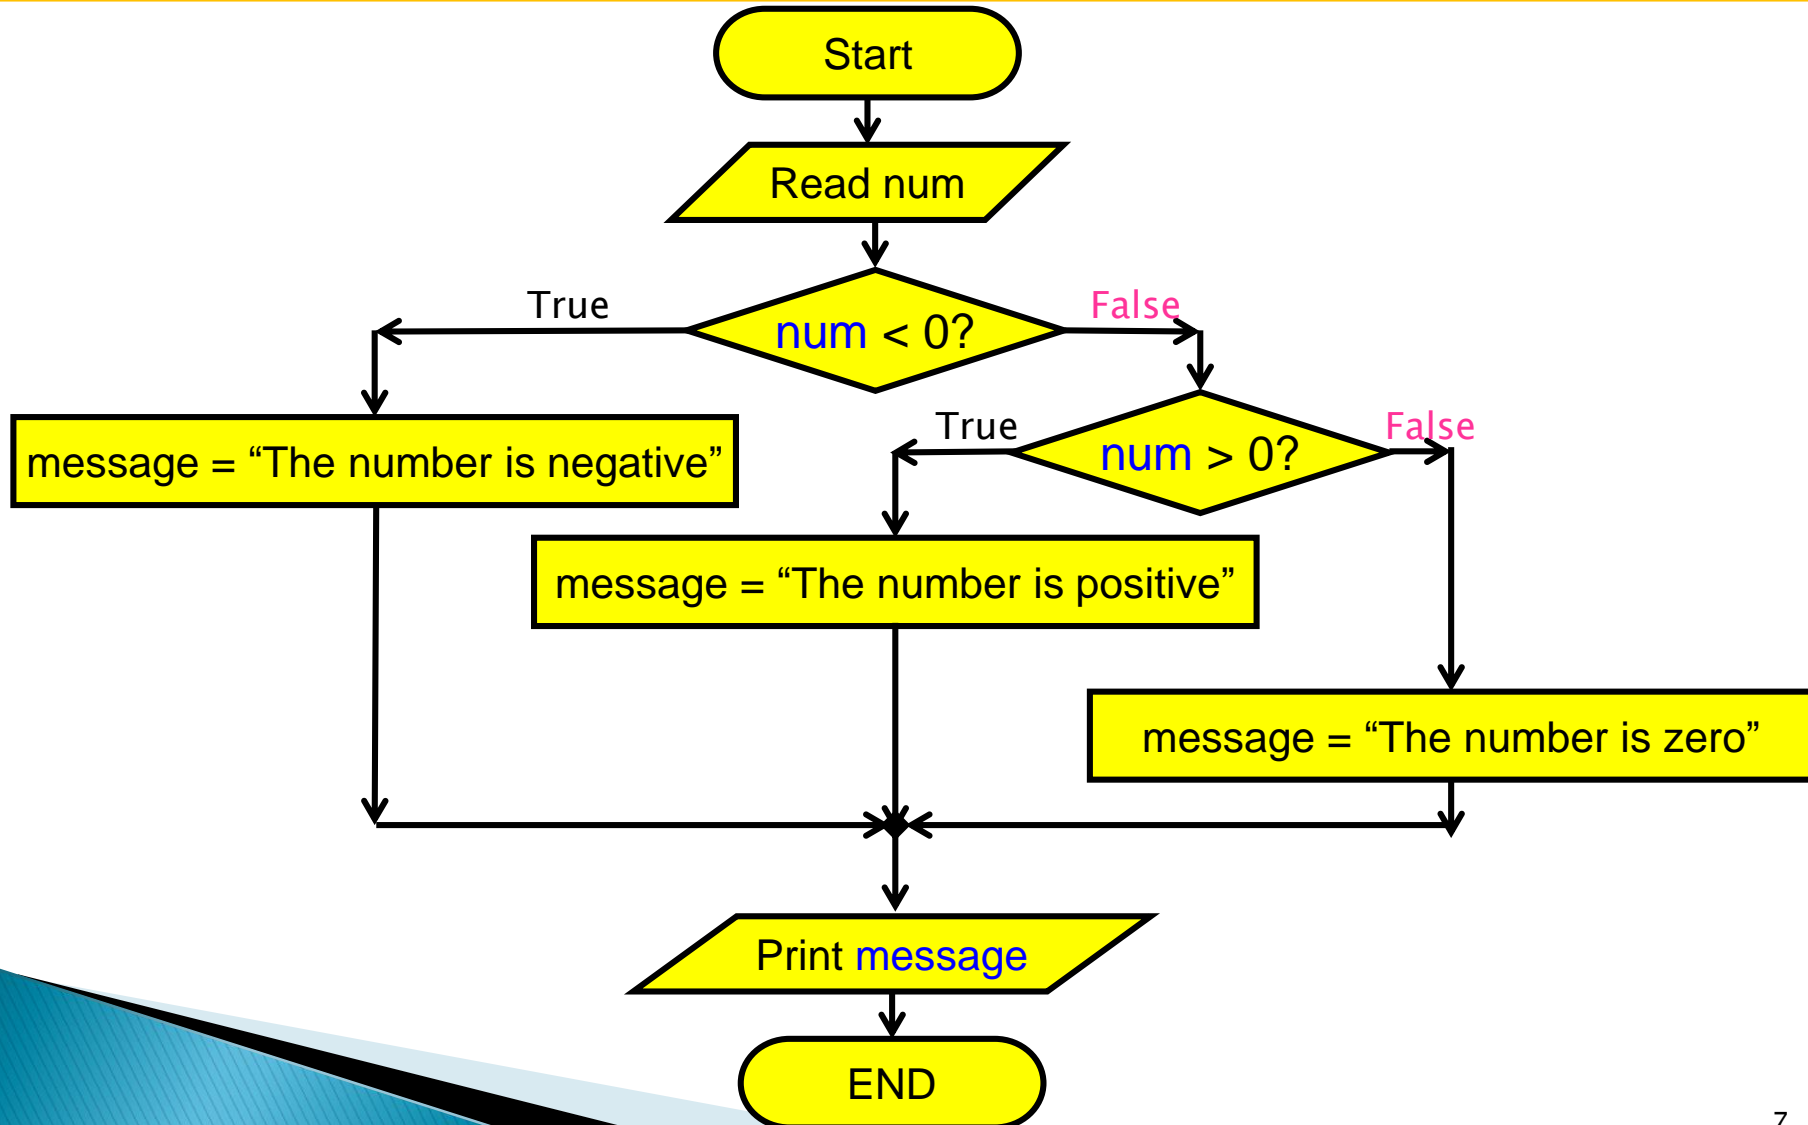 Start
Read num
True
False
num < 0?
True
False
num > 0?
message = “The number is negative”
message = “The number is positive”
message = “The number is zero”
Print message
END
7